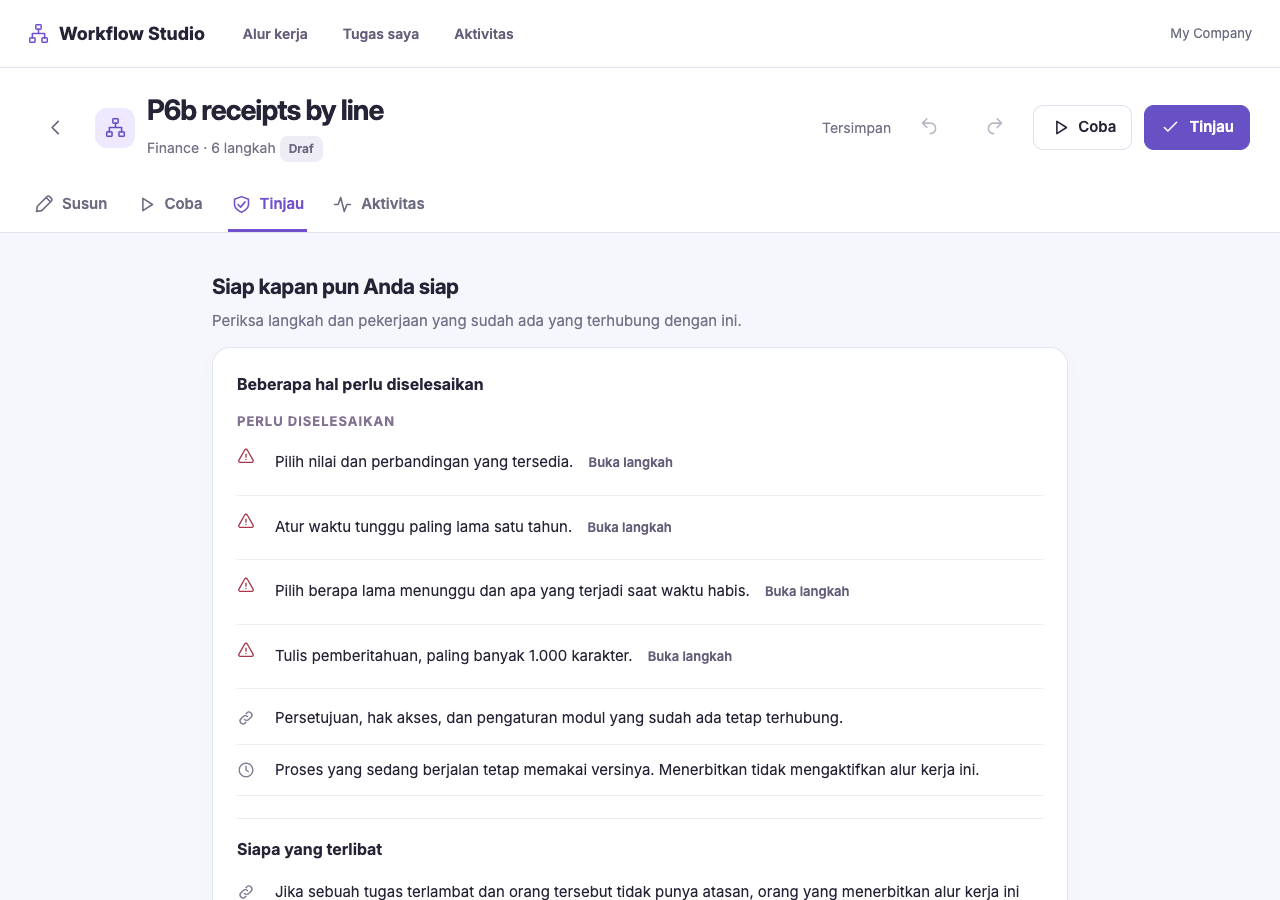 Workflow Studio
Alur kerja
Tugas saya
Aktivitas
My Company
P6b receipts by line
Finance · 6 langkah
Draf
Tersimpan
Coba
Tinjau
Susun
Coba
Tinjau
Aktivitas
Siap kapan pun Anda siap
Periksa langkah dan pekerjaan yang sudah ada yang terhubung dengan ini.
Beberapa hal perlu diselesaikan
PERLU DISELESAIKAN
Pilih nilai dan perbandingan yang tersedia. Buka langkah
Atur waktu tunggu paling lama satu tahun. Buka langkah
Pilih berapa lama menunggu dan apa yang terjadi saat waktu habis. Buka langkah
Tulis pemberitahuan, paling banyak 1.000 karakter. Buka langkah
Persetujuan, hak akses, dan pengaturan modul yang sudah ada tetap terhubung.
Proses yang sedang berjalan tetap memakai versinya. Menerbitkan tidak mengaktifkan alur kerja ini.
Siapa yang terlibat
Jika sebuah tugas terlambat dan orang tersebut tidak punya atasan, orang yang menerbitkan alur kerja ini